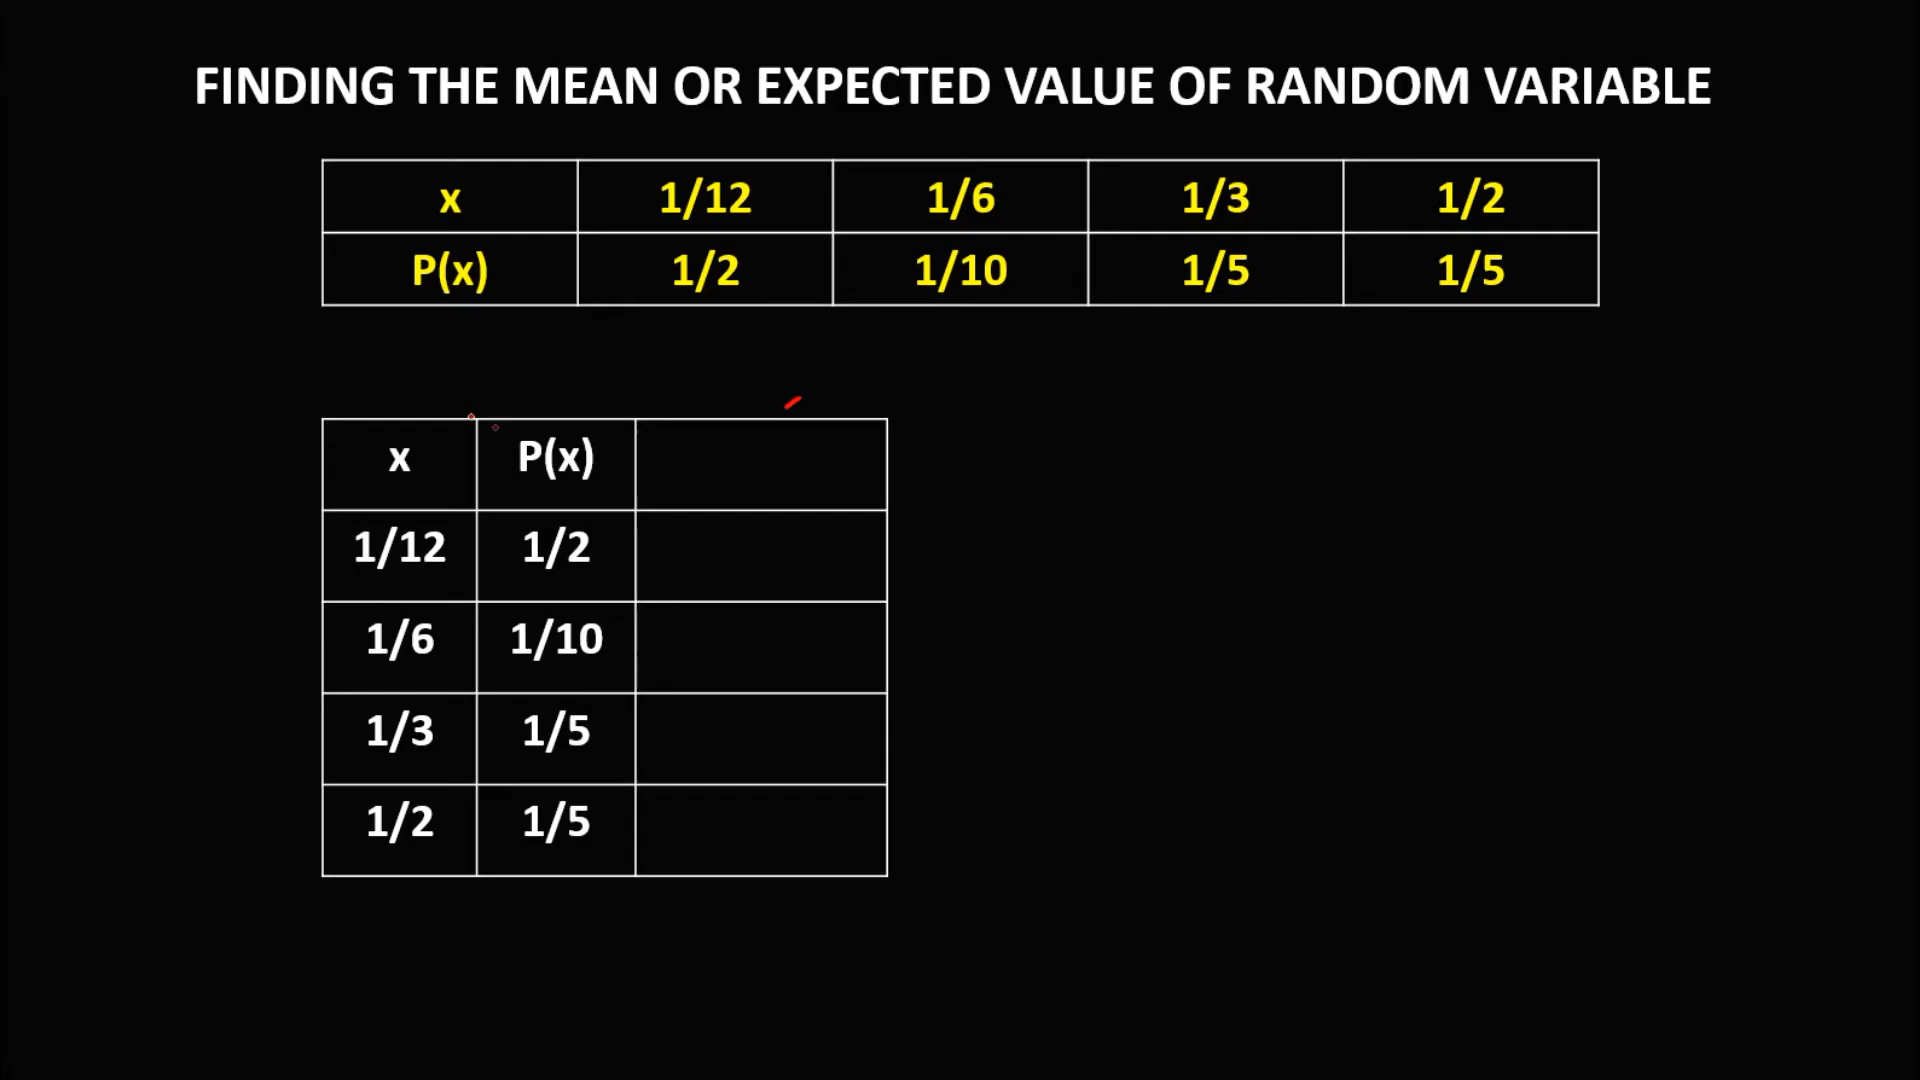 FINDING THE MEAN OR EXPECTED VALUE OF RANDOM VARIABLE
x 1/12 1/6 1/3 1/2
P(x) 1/2 1/10 1/5 1/5
x P(x)
1/12 1/2
1/6 1/10
1/3 1/5
1/2 1/5